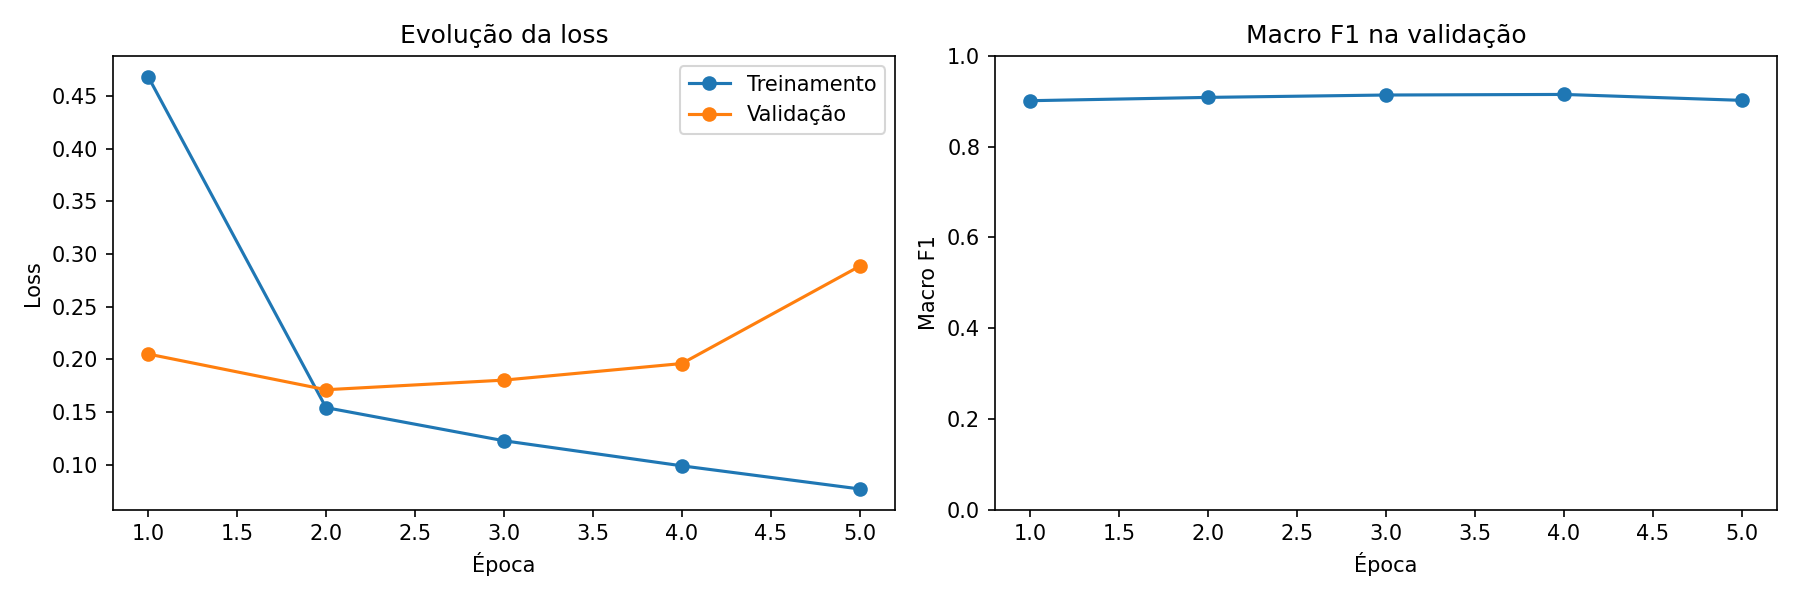 Evolução da loss
Loss
0.45
0.40
0.35
0.30
0.25
0.20
0.15
0.10
Treinamento
Validação
1.0 1.5 2.0 2.5 3.0 3.5 4.0 4.5 5.0
Época
Macro F1 na validação
Macro F1
1.0
0.8
0.6
0.4
0.2
0.0
1.0 1.5 2.0 2.5 3.0 3.5 4.0 4.5 5.0
Época